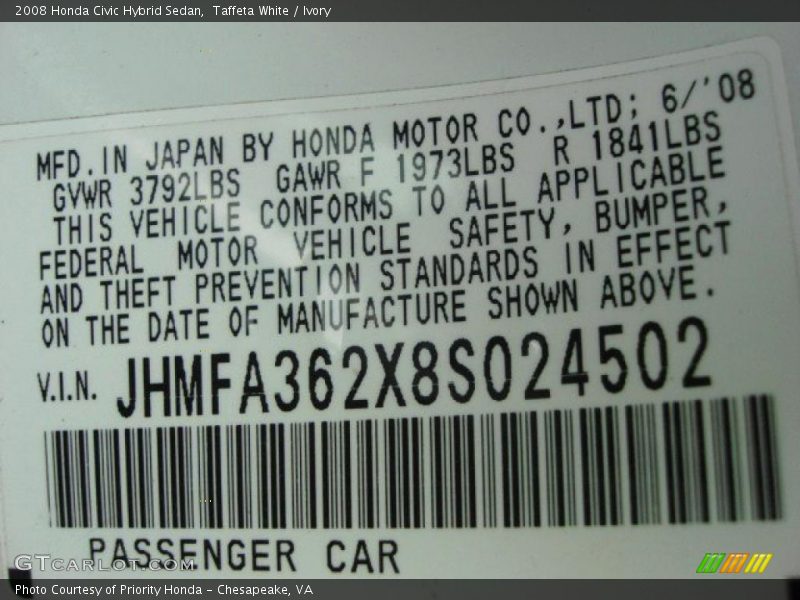 2008 Honda Civic Hybrid Sedan, Taffeta White / Ivory
MFD.IN JAPAN BY HONDA MOTOR CO.,LTD; 6/'08
GVWR 3792LBS GAWR F 1973LBS R 1841LBS
THIS VEHICLE CONFORMS TO ALL APPLICABLE
FEDERAL MOTOR VEHICLE SAFETY, BUMPER,
AND THEFT PREVENTION STANDARDS IN EFFECT
ON THE DATE OF MANUFACTURE SHOWN ABOVE.
V.I.N. JHMFA362X8S024502
PASSENGER CAR
GTCARLOT.COM
Photo Courtesy of Priority Honda - Chesapeake, VA